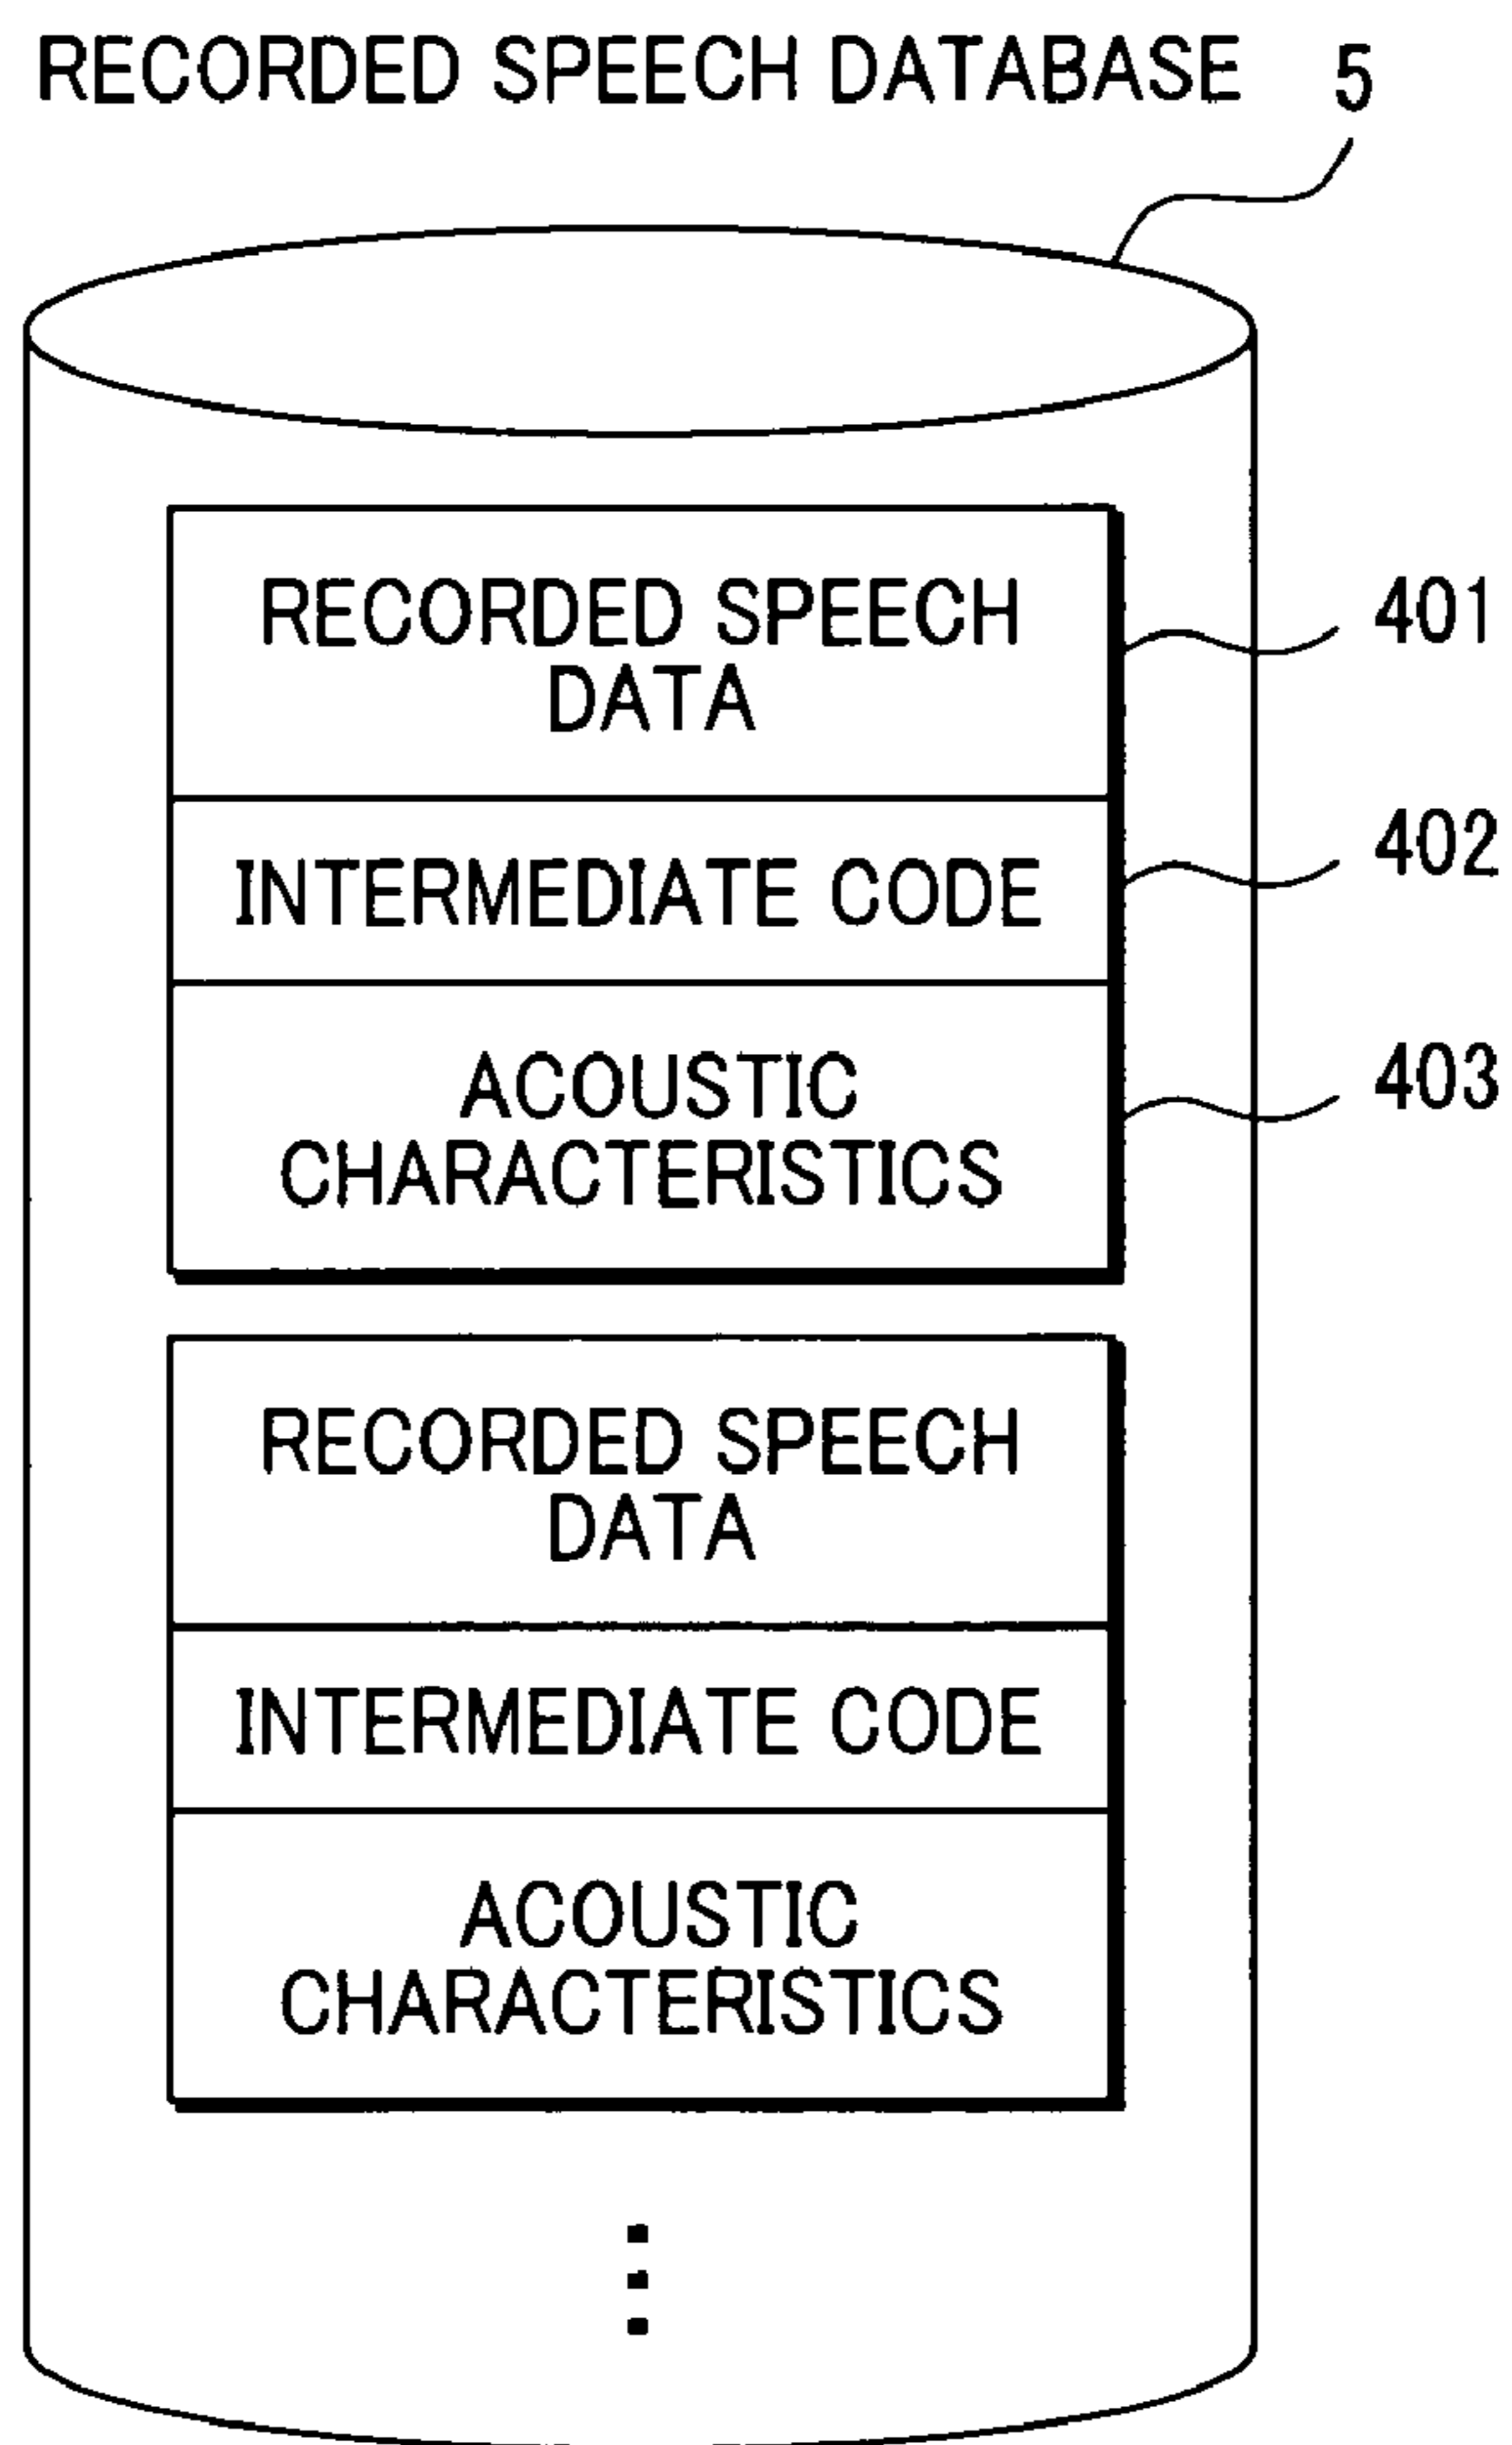 RECORDED SPEECH DATABASE 5
RECORDED SPEECH
DATA
401
INTERMEDIATE CODE
402
ACOUSTIC
CHARACTERISTICS
403
RECORDED SPEECH
DATA
INTERMEDIATE CODE
ACOUSTIC
CHARACTERISTICS